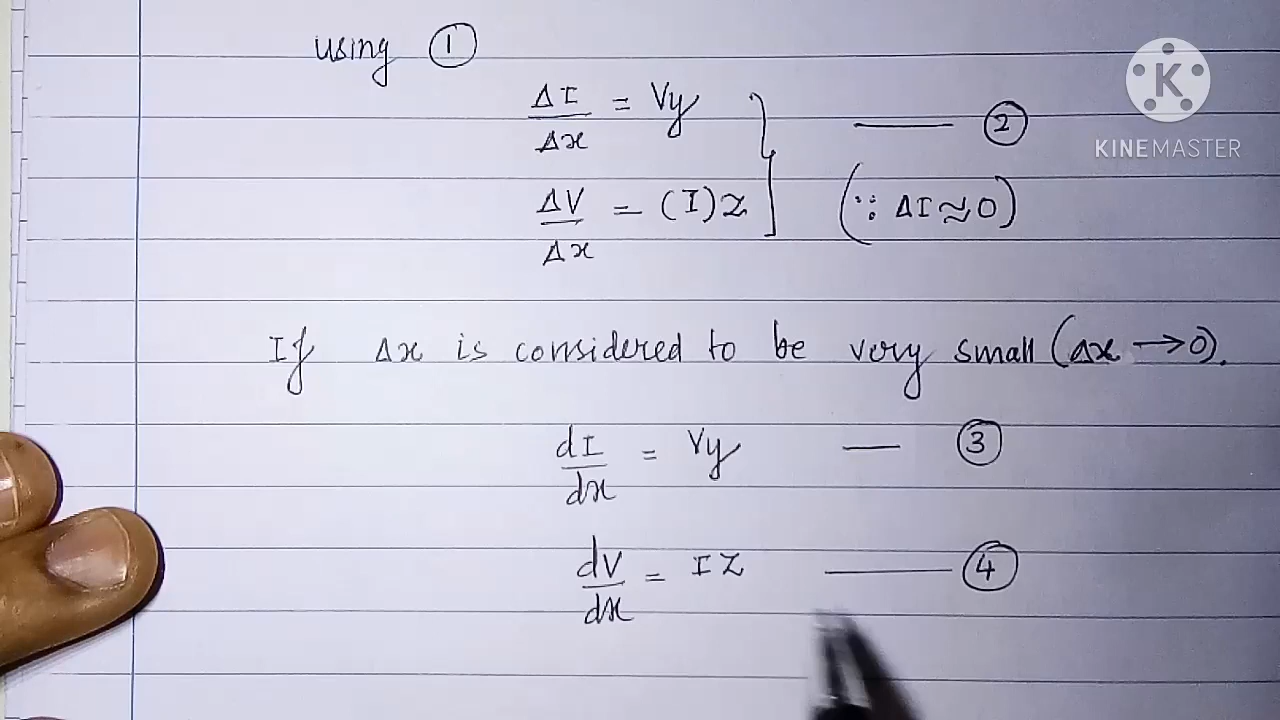 using ①
ΔI/Δx = Vy
ΔV/Δx = (I)z
——— ②
(∵ ΔI ≈ 0)
If Δx is considered to be very small (Δx → 0).
dI/dx = Vy — ③
dV/dx = IZ ——— ④
K
KINEMASTER